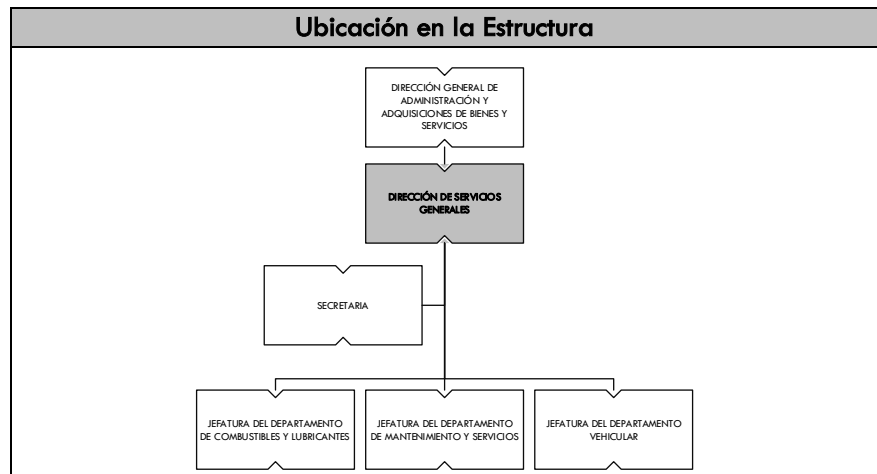 Ubicación en la Estructura
DIRECCIÓN GENERAL DE
ADMINISTRACIÓN Y
ADQUISICIONES DE BIENES Y
SERVICIOS
DIRECCIÓN DE SERVICIOS
GENERALES
SECRETARIA
JEFATURA DEL DEPARTAMENTO
DE COMBUSTIBLES Y LUBRICANTES
JEFATURA DEL DEPARTAMENTO
DE MANTENIMIENTO Y SERVICIOS
JEFATURA DEL DEPARTAMENTO
VEHICULAR